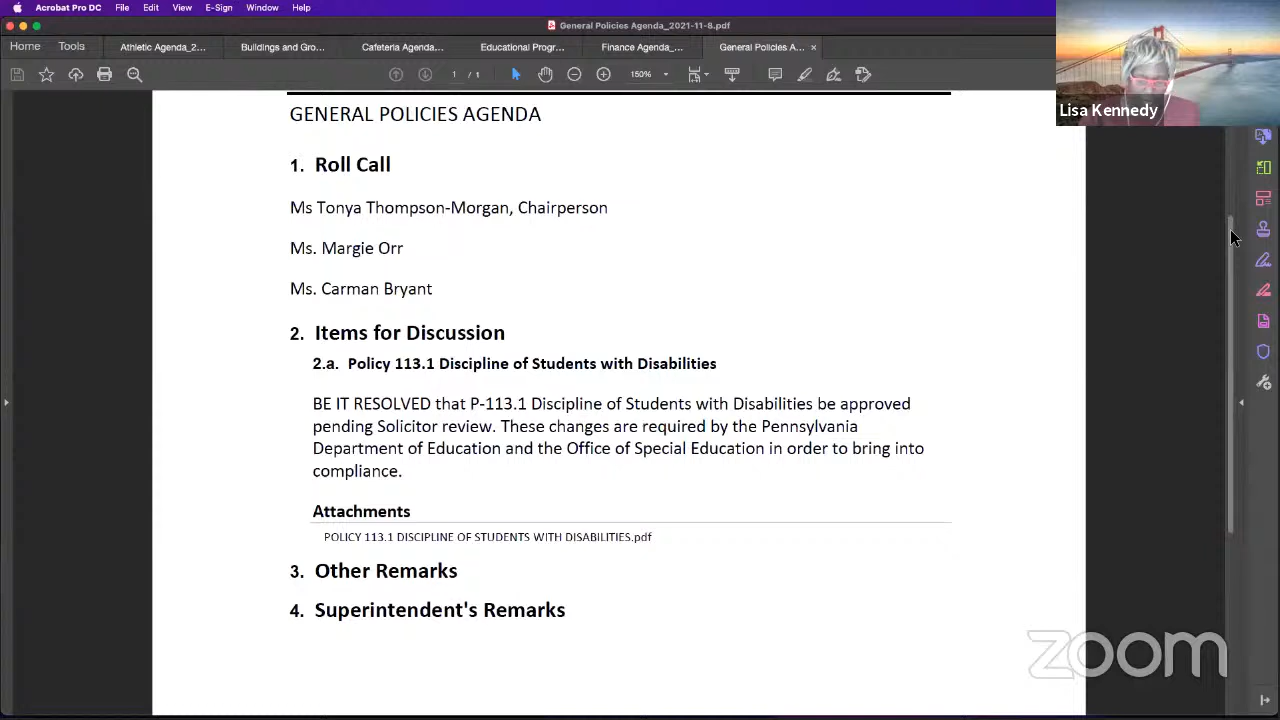 Acrobat Pro DC File Edit View E-Sign Window Help
General Policies Agenda_2021-11-8.pdf
Home Tools Athletic Agenda_2... Buildings and Gro... Cafeteria Agenda... Educational Progr... Finance Agenda_... General Policies A... ×
1 / 1 150%
Lisa Kennedy
GENERAL POLICIES AGENDA
1. Roll Call
Ms Tonya Thompson-Morgan, Chairperson
Ms. Margie Orr
Ms. Carman Bryant
2. Items for Discussion
2.a. Policy 113.1 Discipline of Students with Disabilities
BE IT RESOLVED that P-113.1 Discipline of Students with Disabilities be approved
pending Solicitor review. These changes are required by the Pennsylvania
Department of Education and the Office of Special Education in order to bring into
compliance.
Attachments
POLICY 113.1 DISCIPLINE OF STUDENTS WITH DISABILITIES.pdf
3. Other Remarks
4. Superintendent's Remarks
zoom